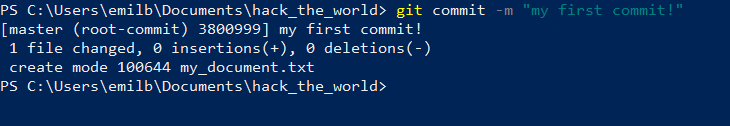 PS C:\Users\emilb\Documents\hack_the_world> git commit -m "my first commit!"
[master (root-commit) 3800999] my first commit!
 1 file changed, 0 insertions(+), 0 deletions(-)
 create mode 100644 my_document.txt
PS C:\Users\emilb\Documents\hack_the_world>